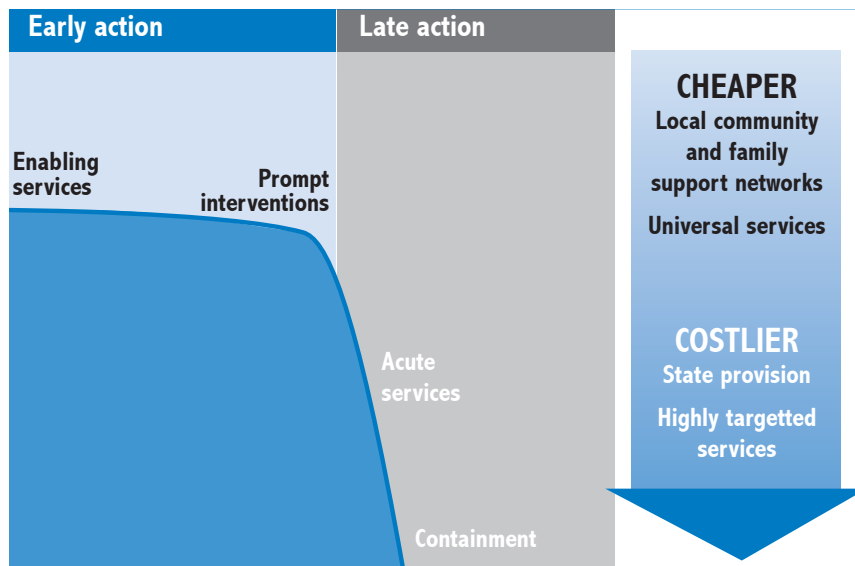 Early action
Late action
Enabling
services
Prompt
interventions
Acute
services
Containment
CHEAPER
Local community
and family
support networks
Universal services
COSTLIER
State provision
Highly targetted
services